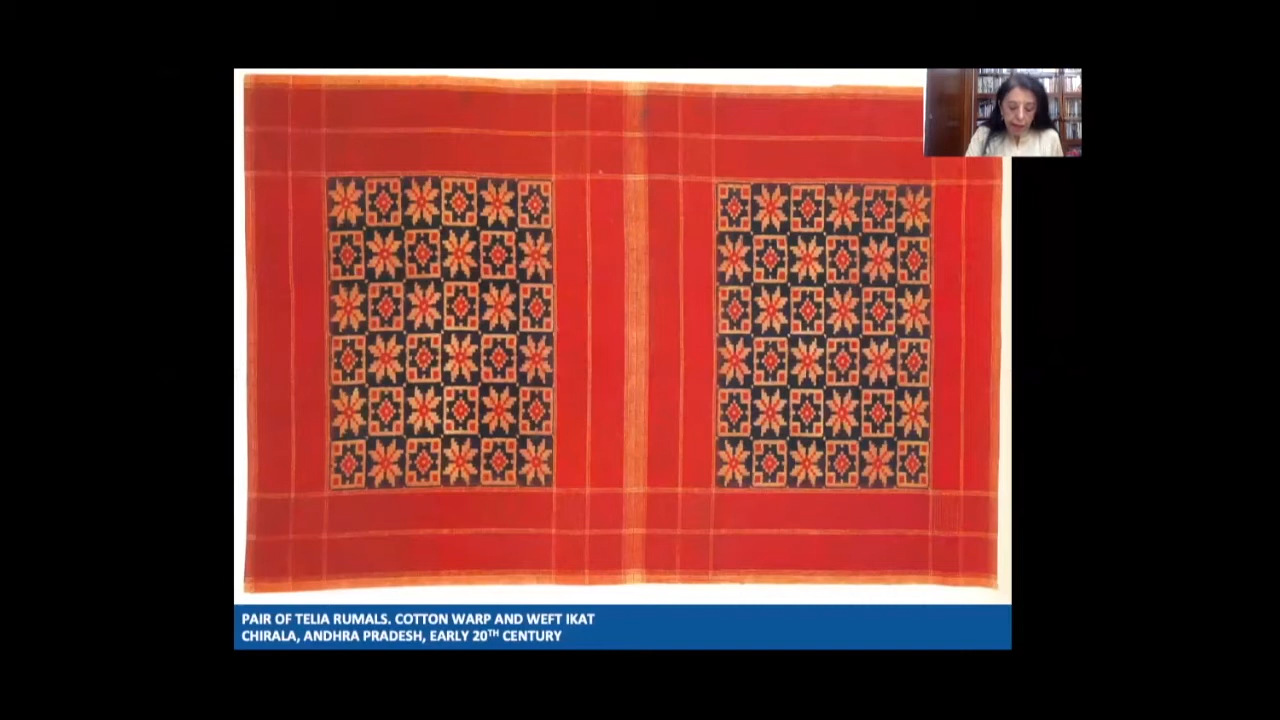 PAIR OF TELIA RUMALS. COTTON WARP AND WEFT IKAT
CHIRALA, ANDHRA PRADESH, EARLY 20TH CENTURY